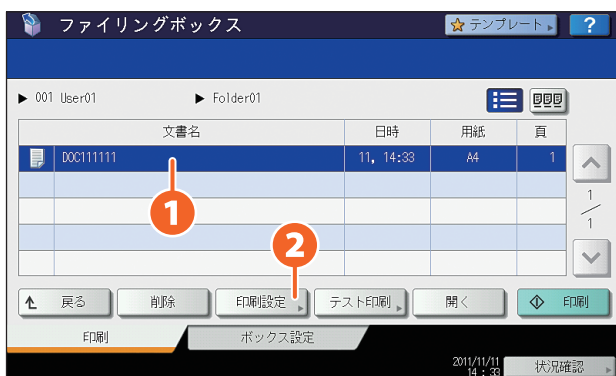 ファイリングボックス
テンプレート
?
001 User01 Folder01
文書名 日時 用紙 頁
DOC111111 11, 14:33 A4 1
1
1
1
2
戻る 削除 印刷設定 テスト印刷 開く 印刷
印刷 ボックス設定
2011/11/11
14 : 33
状況確認